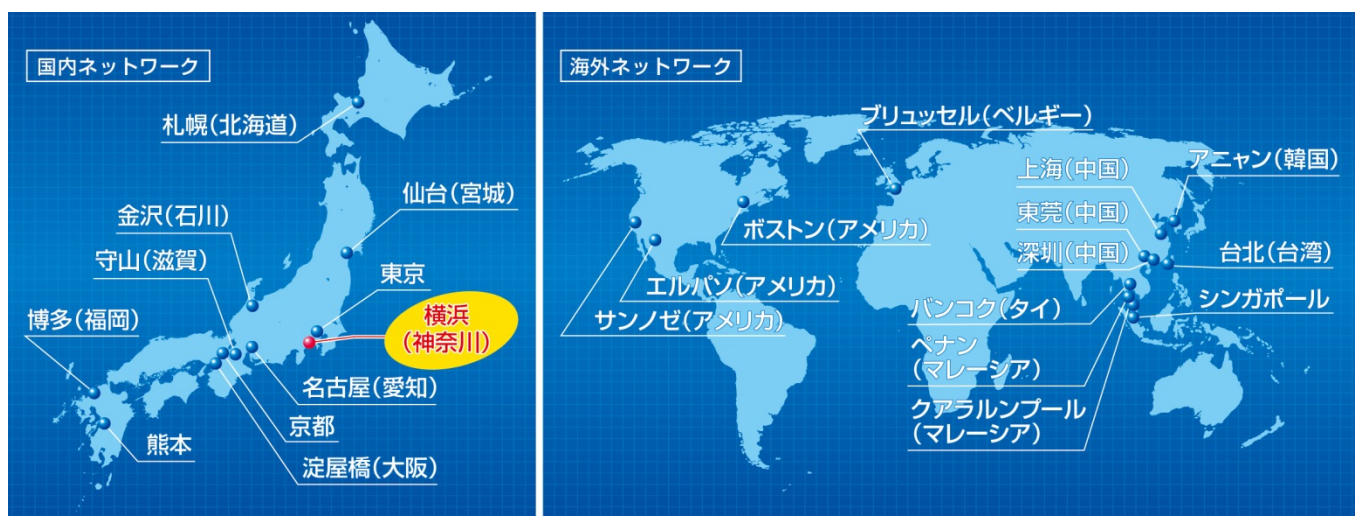 国内ネットワーク
札幌(北海道)
仙台(宮城)
金沢(石川)
守山(滋賀)
東京
博多(福岡)
横浜
(神奈川)
名古屋(愛知)
京都
熊本
淀屋橋(大阪)
海外ネットワーク
ブリュッセル(ベルギー)
アニャン(韓国)
上海(中国)
東莞(中国)
ボストン(アメリカ)
深圳(中国)
台北(台湾)
エルパソ(アメリカ)
バンコク(タイ)
シンガポール
サンノゼ(アメリカ)
ペナン
(マレーシア)
クアラルンプール
(マレーシア)